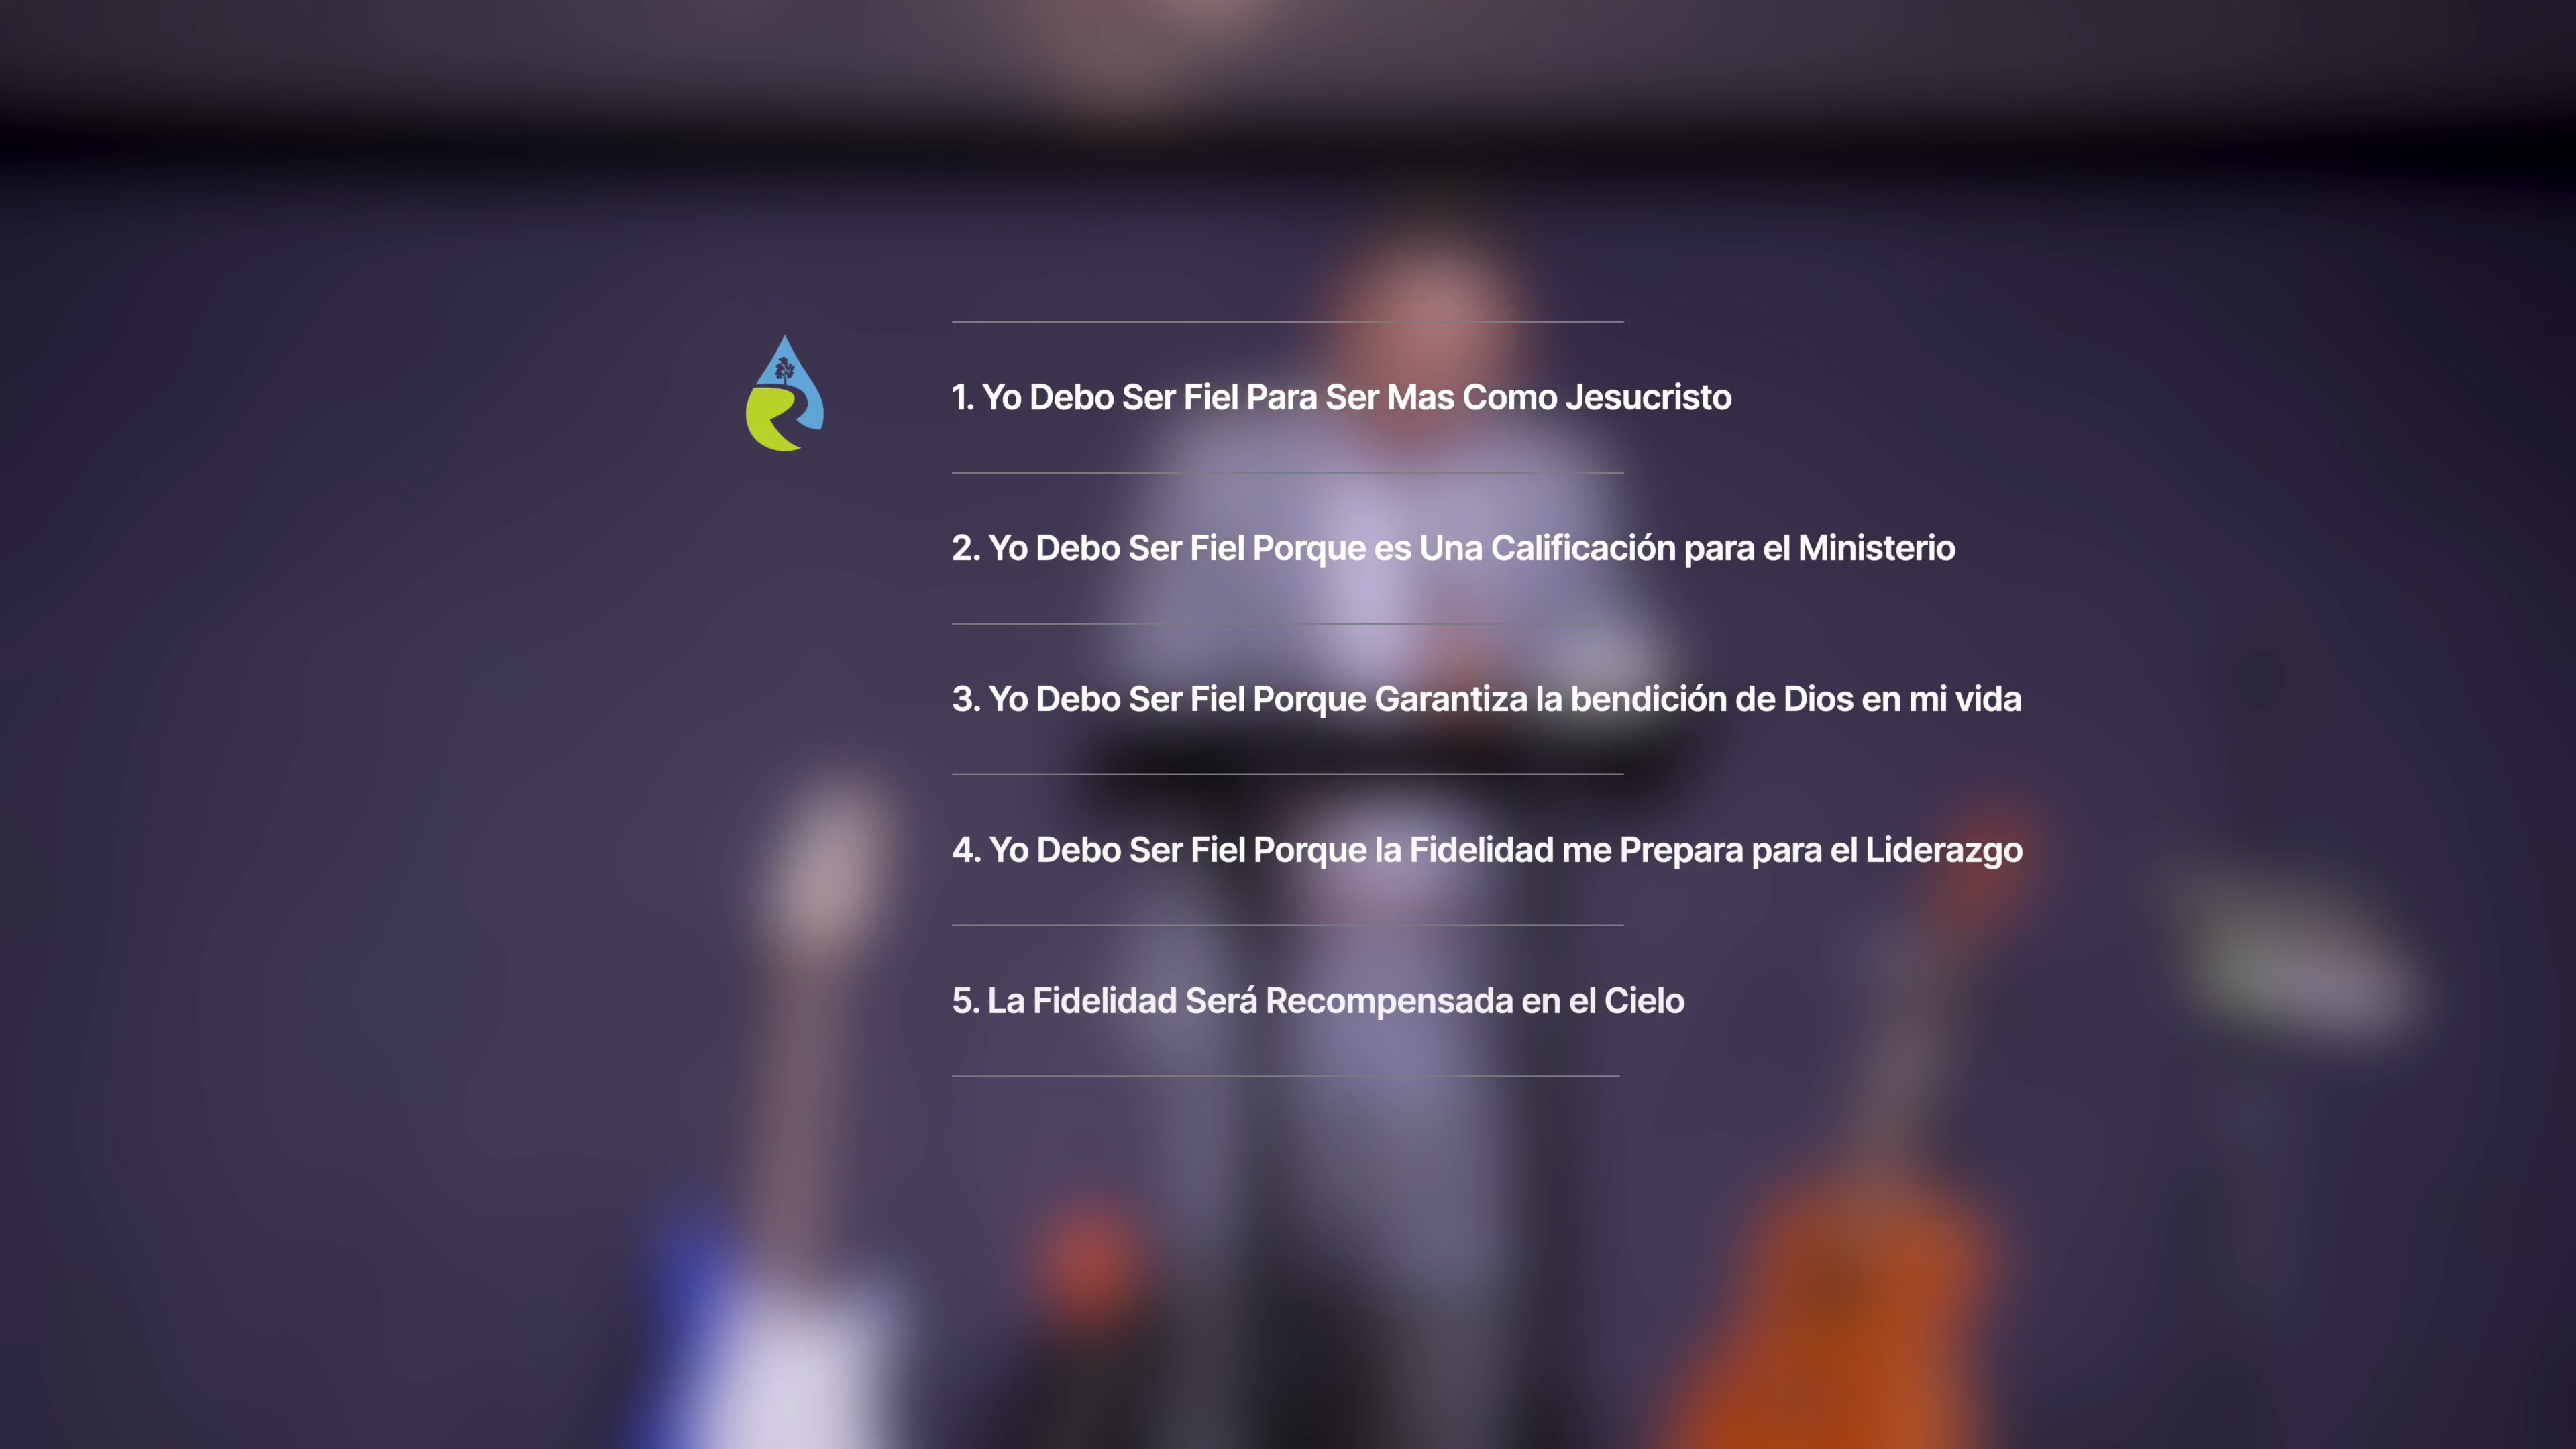 1. Yo Debo Ser Fiel Para Ser Mas Como Jesucristo
2. Yo Debo Ser Fiel Porque es Una Calificación para el Ministerio
3. Yo Debo Ser Fiel Porque Garantiza la bendición de Dios en mi vida
4. Yo Debo Ser Fiel Porque la Fidelidad me Prepara para el Liderazgo
5. La Fidelidad Será Recompensada en el Cielo